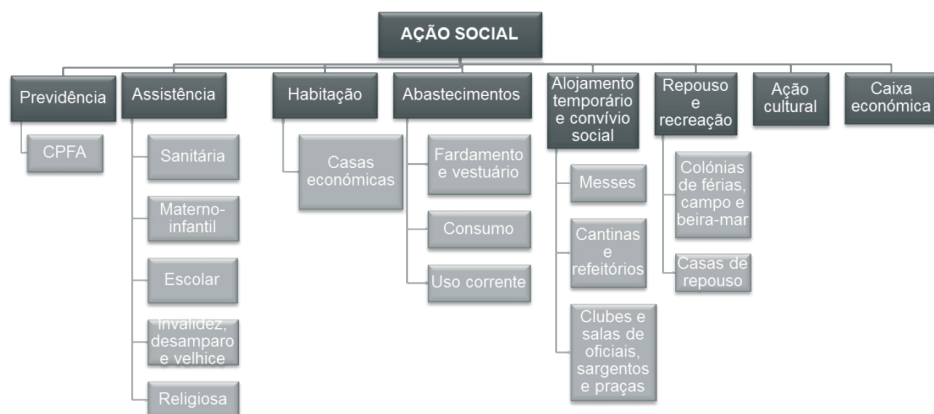 AÇÃO SOCIAL
Previdência
CPFA
Assistência
Sanitária
Materno-
infantil
Escolar
Invalidez,
desamparo
e velhice
Religiosa
Habitação
Casas
económicas
Abastecimentos
Fardamento
e vestuário
Consumo
Uso corrente
Alojamento
temporário
e convívio
social
Messes
Cantinas
e
refeitórios
Clubes e
salas de
oficiais,
sargentos
e praças
Repouso
e
recreação
Colónias
de férias,
campo e
beira-mar
Casas de
repouso
Ação
cultural
Caixa
económica